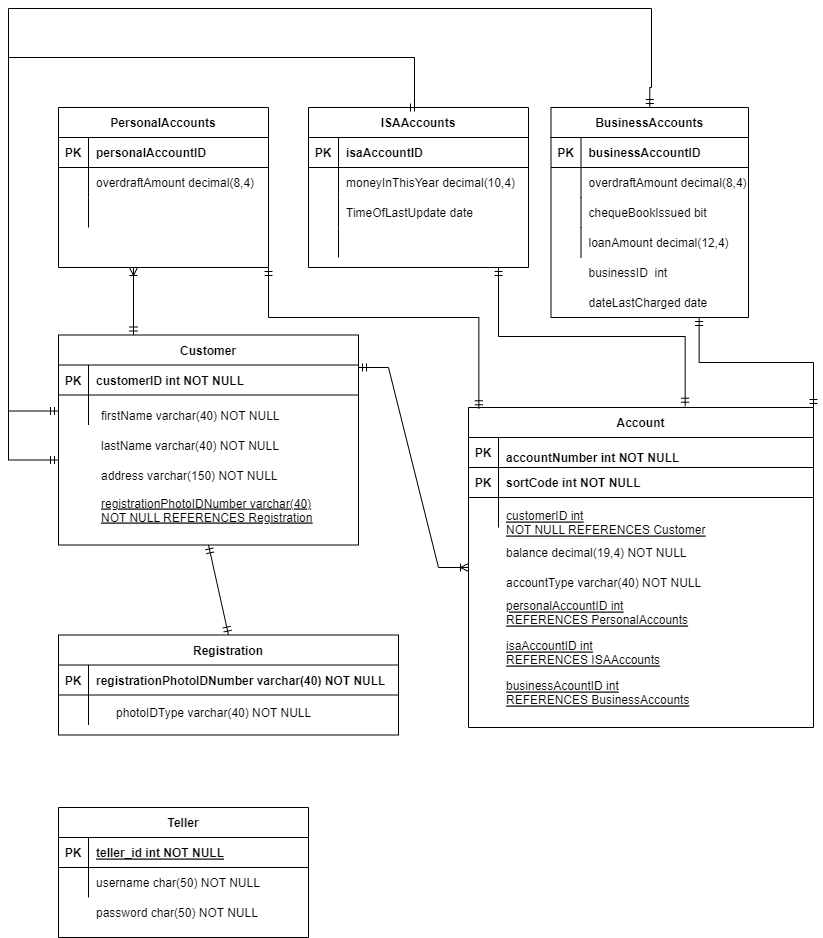 PersonalAccounts
PK personalAccountID
overdraftAmount decimal(8,4)
ISAAccounts
PK isaAccountID
moneyInThisYear decimal(10,4)
TimeOfLastUpdate date
BusinessAccounts
PK businessAccountID
overdraftAmount decimal(8,4)
chequeBookIssued bit
loanAmount decimal(12,4)
businessID int
dateLastCharged date
Customer
PK customerID int NOT NULL
firstName varchar(40) NOT NULL
lastName varchar(40) NOT NULL
address varchar(150) NOT NULL
registrationPhotoIDNumber varchar(40)
NOT NULL REFERENCES Registration
Account
PK accountNumber int NOT NULL
PK sortCode int NOT NULL
customerID int
NOT NULL REFERENCES Customer
balance decimal(19,4) NOT NULL
accountType varchar(40) NOT NULL
personalAccountID int
REFERENCES PersonalAccounts
isaAccountID int
REFERENCES ISAAccounts
businessAcountID int
REFERENCES BusinessAccounts
Registration
PK registrationPhotoIDNumber varchar(40) NOT NULL
photoIDType varchar(40) NOT NULL
Teller
PK teller_id int NOT NULL
username char(50) NOT NULL
password char(50) NOT NULL